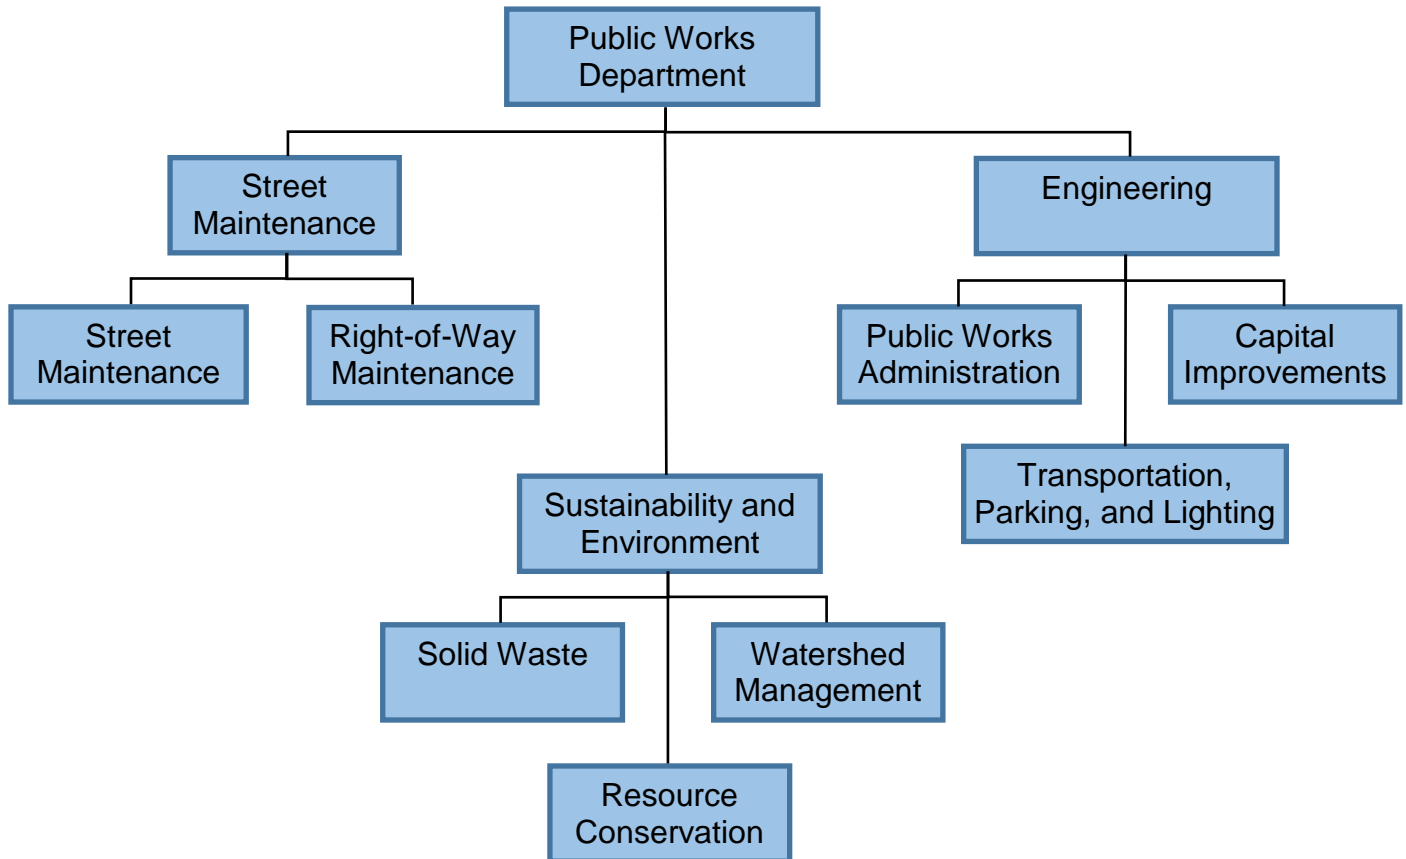 Public Works
Department
Street
Maintenance
Engineering
Street
Maintenance
Right-of-Way
Maintenance
Public Works
Administration
Capital
Improvements
Transportation,
Parking, and Lighting
Sustainability and
Environment
Solid Waste
Watershed
Management
Resource
Conservation